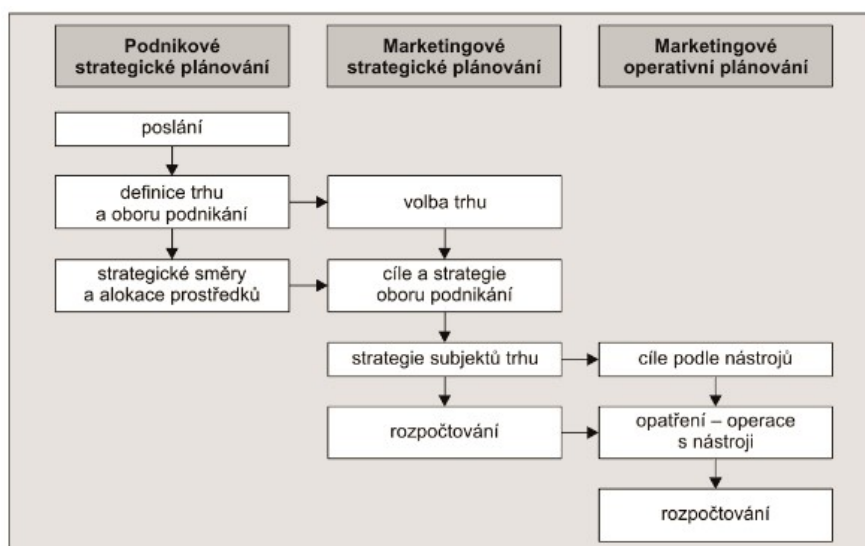 Podnikové
strategické plánování
Marketingové
strategické plánování
Marketingové
operativní plánování
poslání
definice trhu
a oboru podnikání
volba trhu
strategické směry
a alokace prostředků
cíle a strategie
oboru podnikání
strategie subjektů trhu
cíle podle nástrojů
rozpočtování
opatření – operace
s nástroji
rozpočtování